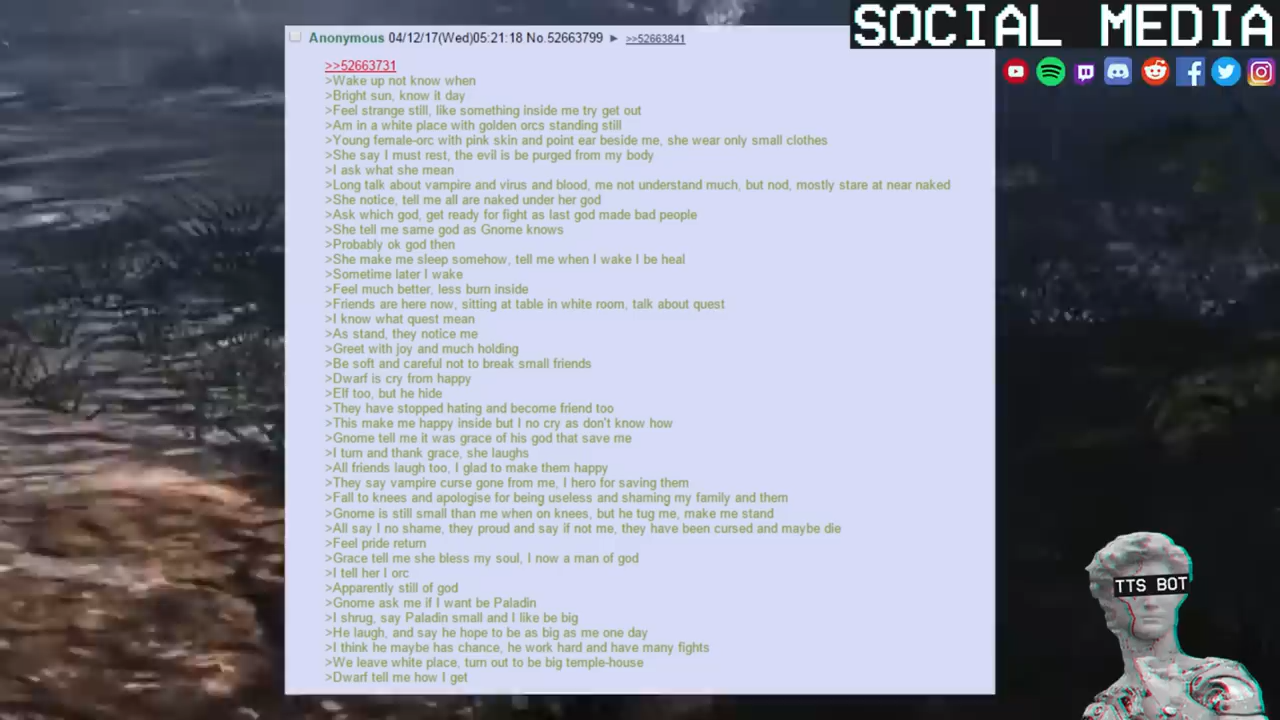 SOCIAL MEDIA
Anonymous 04/12/17(Wed)05:21:18 No.52663799 ► >>52663841
>>52663731
>Wake up not know when
>Bright sun, know it day
>Feel strange still, like something inside me try get out
>Am in a white place with golden orcs standing still
>Young female-orc with pink skin and point ear beside me, she wear only small clothes
>She say I must rest, the evil is be purged from my body
>I ask what she mean
>Long talk about vampire and virus and blood, me not understand much, but nod, mostly stare at near naked
>She notice, tell me all are naked under her god
>Ask which god, get ready for fight as last god made bad people
>She tell me same god as Gnome knows
>Probably ok god then
>She make me sleep somehow, tell me when I wake I be heal
>Sometime later I wake
>Feel much better, less burn inside
>Friends are here now, sitting at table in white room, talk about quest
>I know what quest mean
>As stand, they notice me
>Greet with joy and much holding
>Be soft and careful not to break small friends
>Dwarf is cry from happy
>Elf too, but he hide
>They have stopped hating and become friend too
>This make me happy inside but I no cry as don't know how
>Gnome tell me it was grace of his god that save me
>I turn and thank grace, she laughs
>All friends laugh too, I glad to make them happy
>They say vampire curse gone from me, I hero for saving them
>Fall to knees and apologise for being useless and shaming my family and them
>Gnome is still small than me when on knees, but he tug me, make me stand
>All say I no shame, they proud and say if not me, they have been cursed and maybe die
>Feel pride return
>Grace tell me she bless my soul, I now a man of god
>I tell her I orc
>Apparently still of god
>Gnome ask me if I want be Paladin
>I shrug, say Paladin small and I like be big
>He laugh, and say he hope to be as big as me one day
>I think he maybe has chance, he work hard and have many fights
>We leave white place, turn out to be big temple-house
>Dwarf tell me how I get
TTS BOT